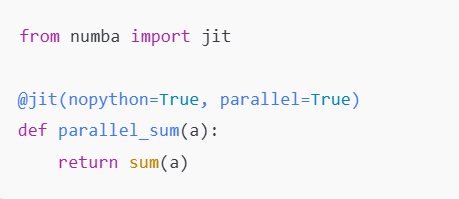 from numba import jit
@jit(nopython=True, parallel=True)
def parallel_sum(a):
    return sum(a)